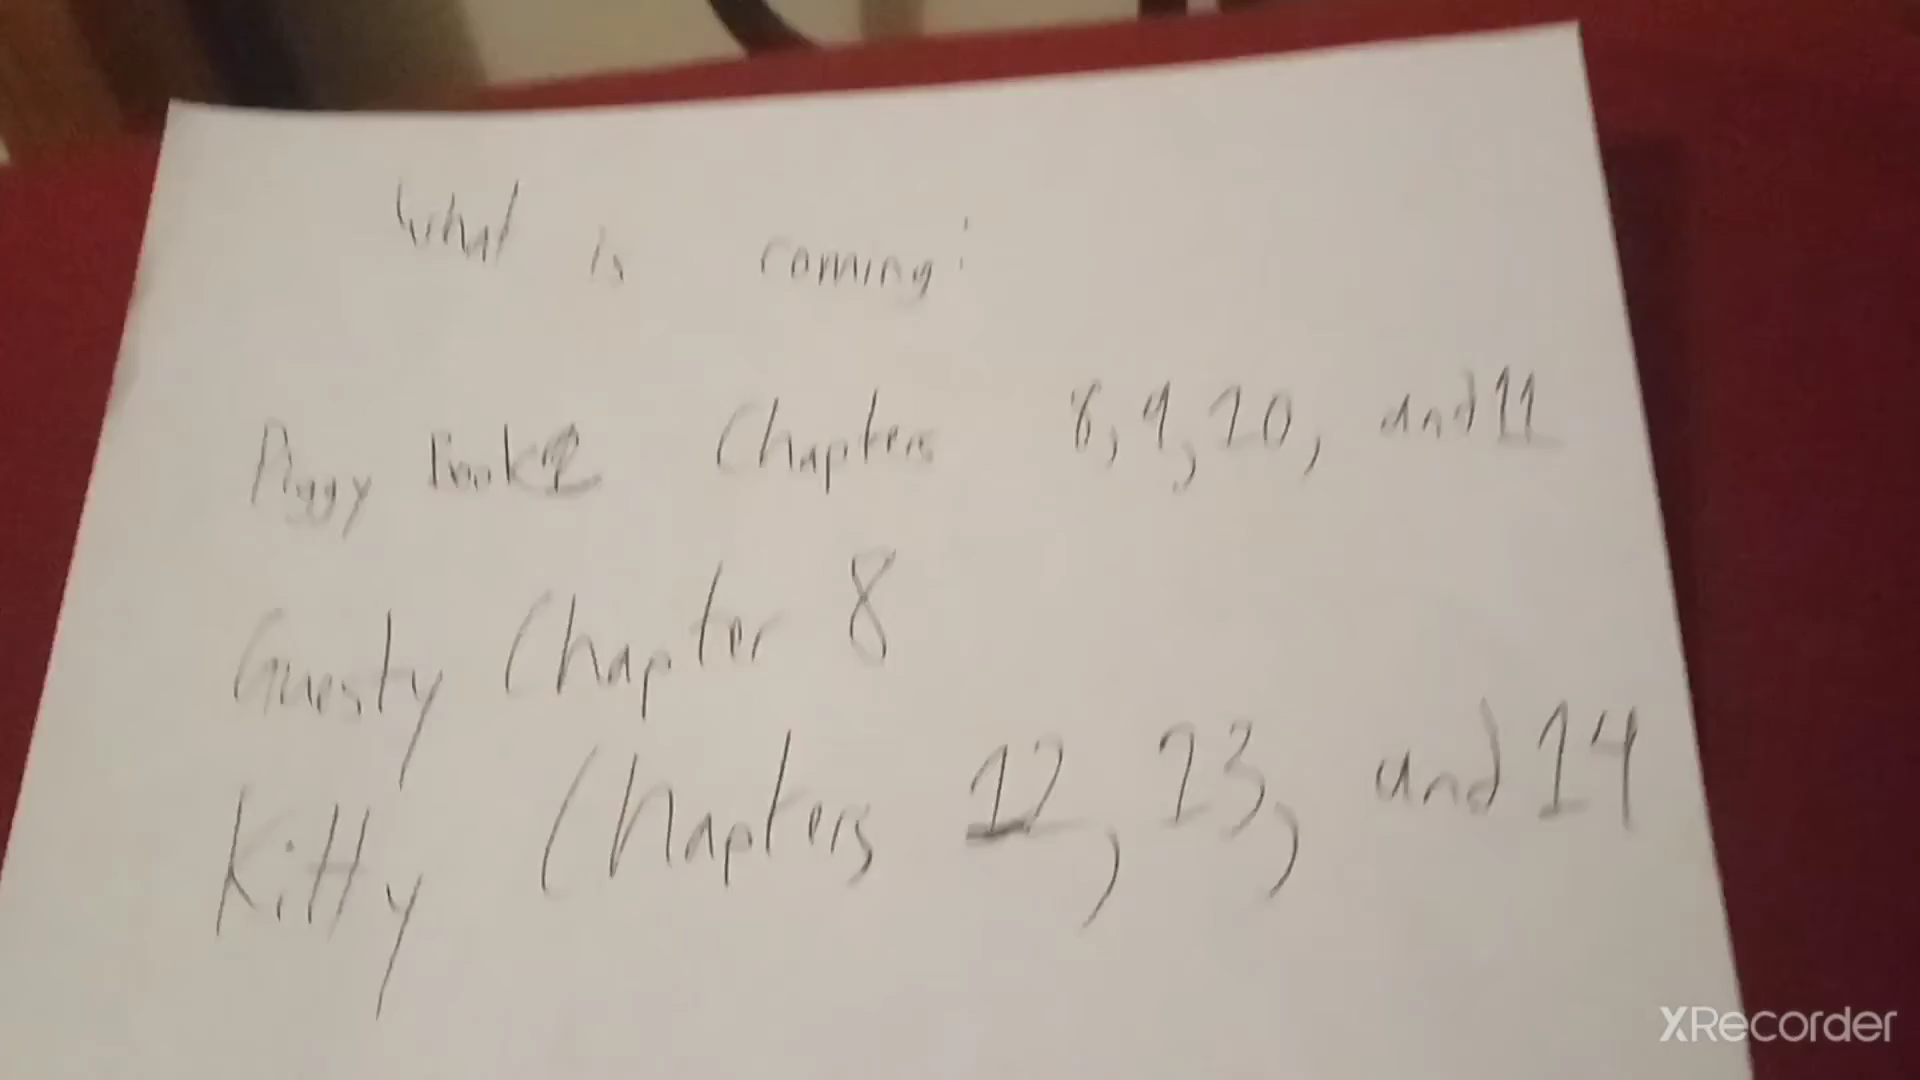 What is coming:
Piggy Book 2 Chapters 8, 9, 10, and 11
Guesty Chapter 8
Kitty Chapters 12, 13, and 14
XRecorder